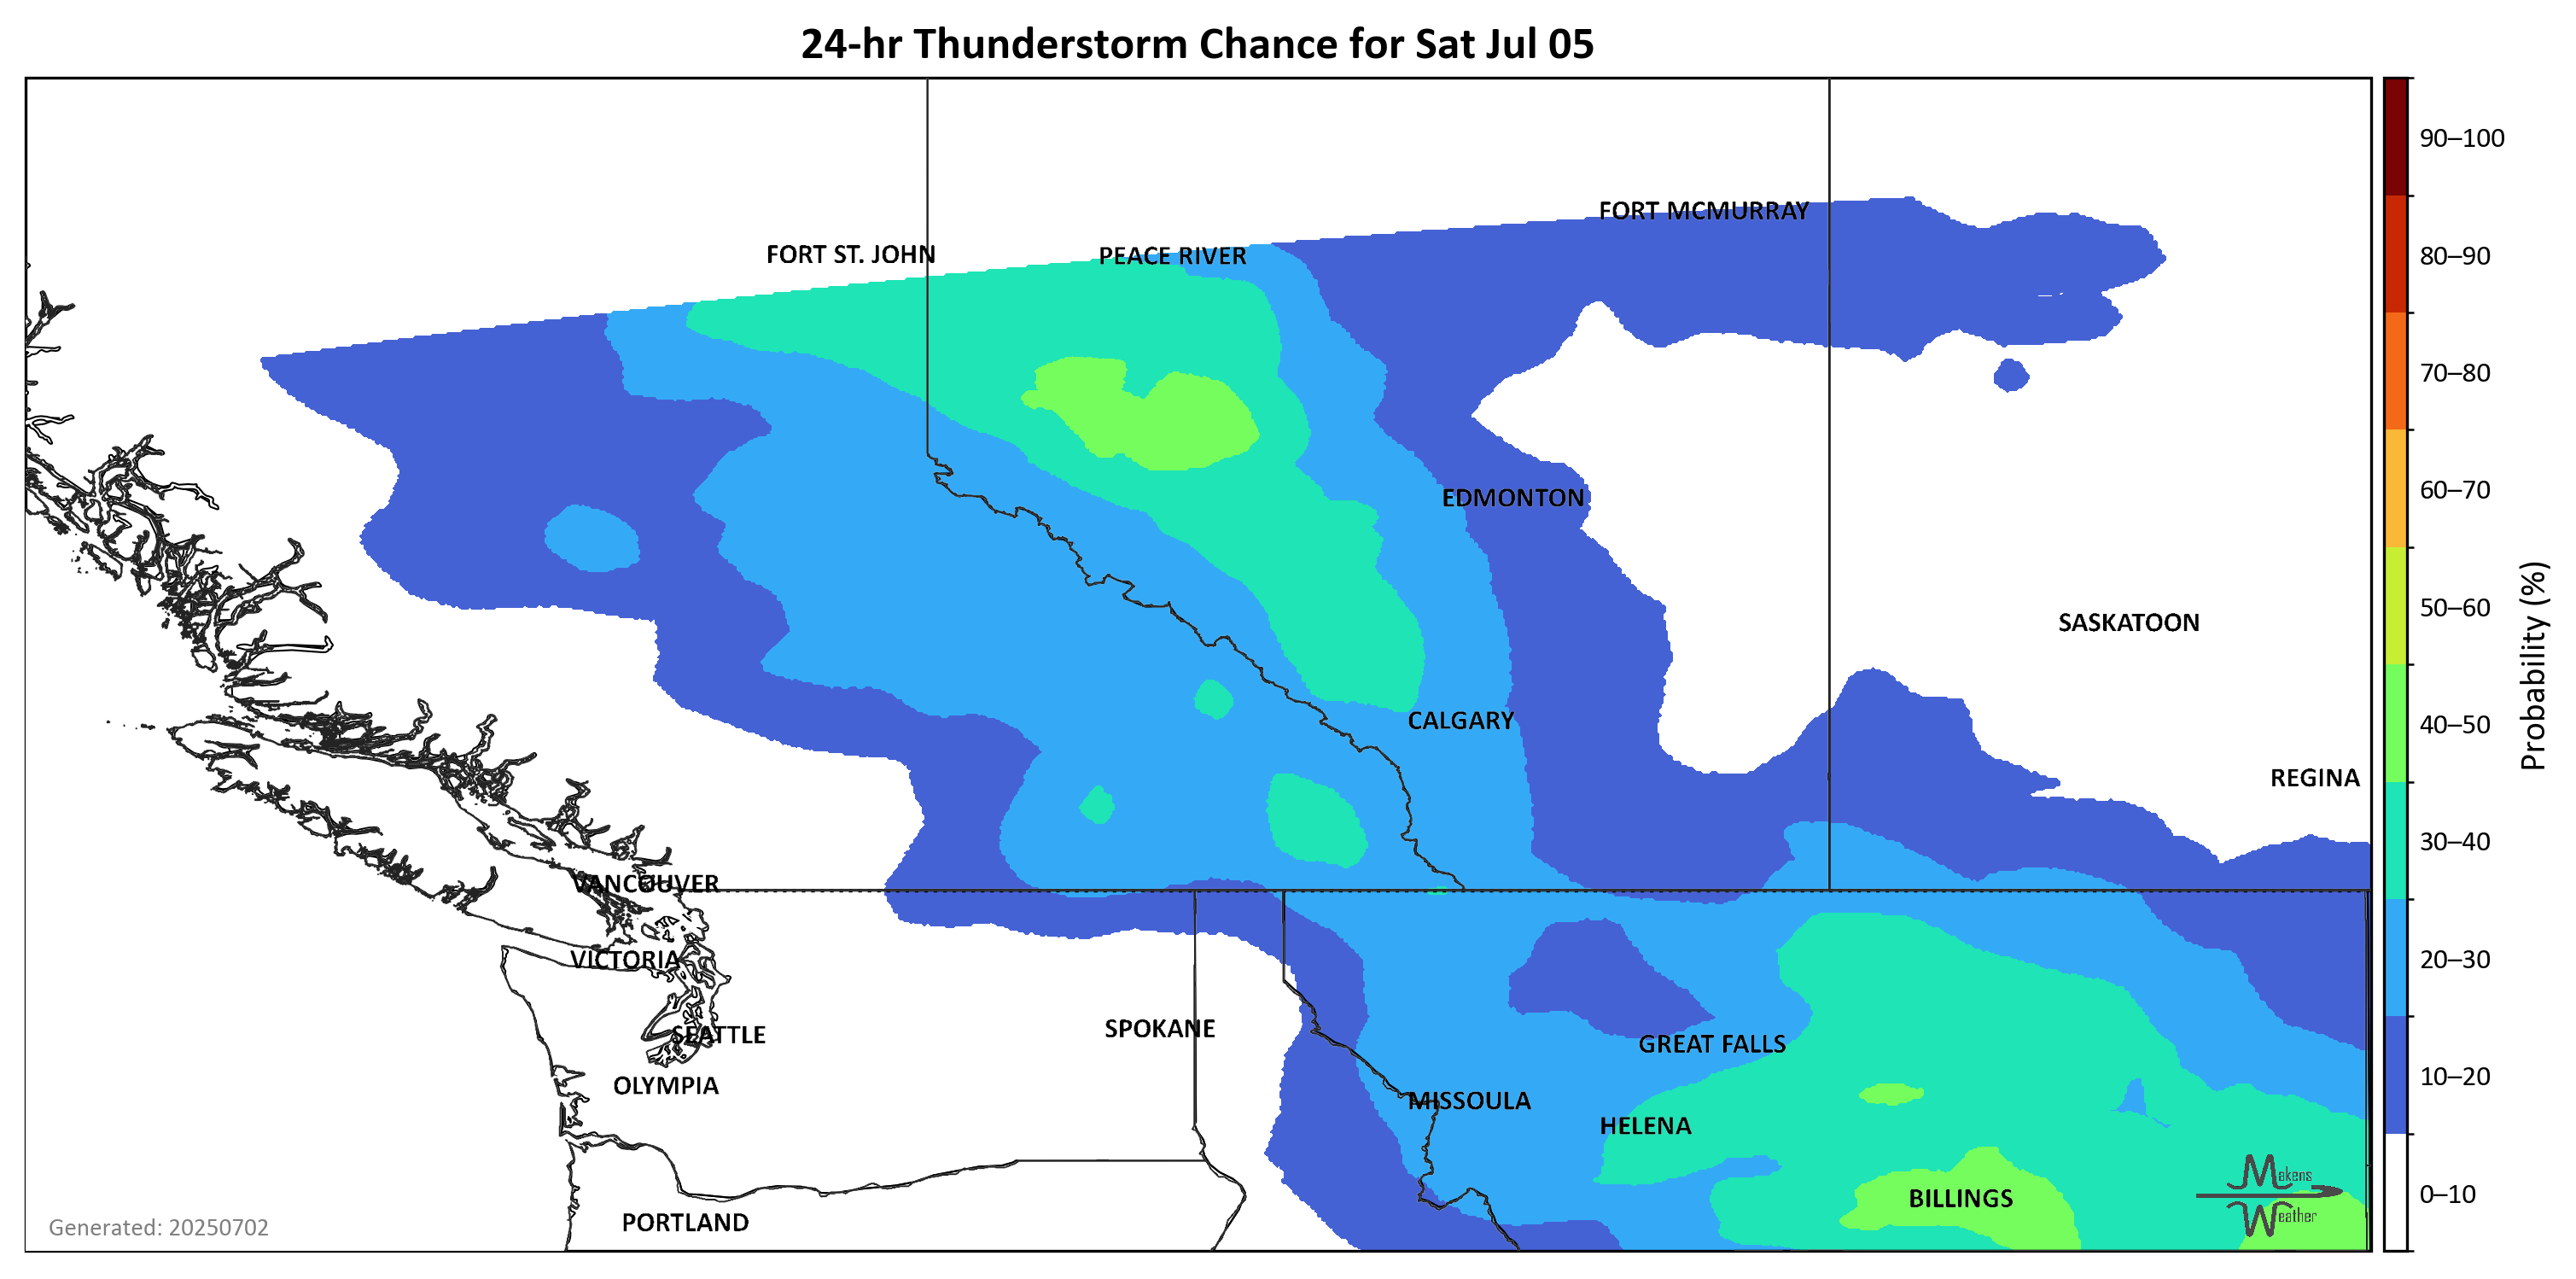 24-hr Thunderstorm Chance for Sat Jul 05
FORT MCMURRAY
FORT ST. JOHN
PEACE RIVER
EDMONTON
SASKATOON
CALGARY
REGINA
VANCOUVER
VICTORIA
SPOKANE
SEATTLE
GREAT FALLS
OLYMPIA
MISSOULA
HELENA
BILLINGS
PORTLAND
Makens
Weather
Generated: 20250702
90–100
80–90
70–80
60–70
50–60
40–50
30–40
20–30
10–20
0–10
Probability (%)